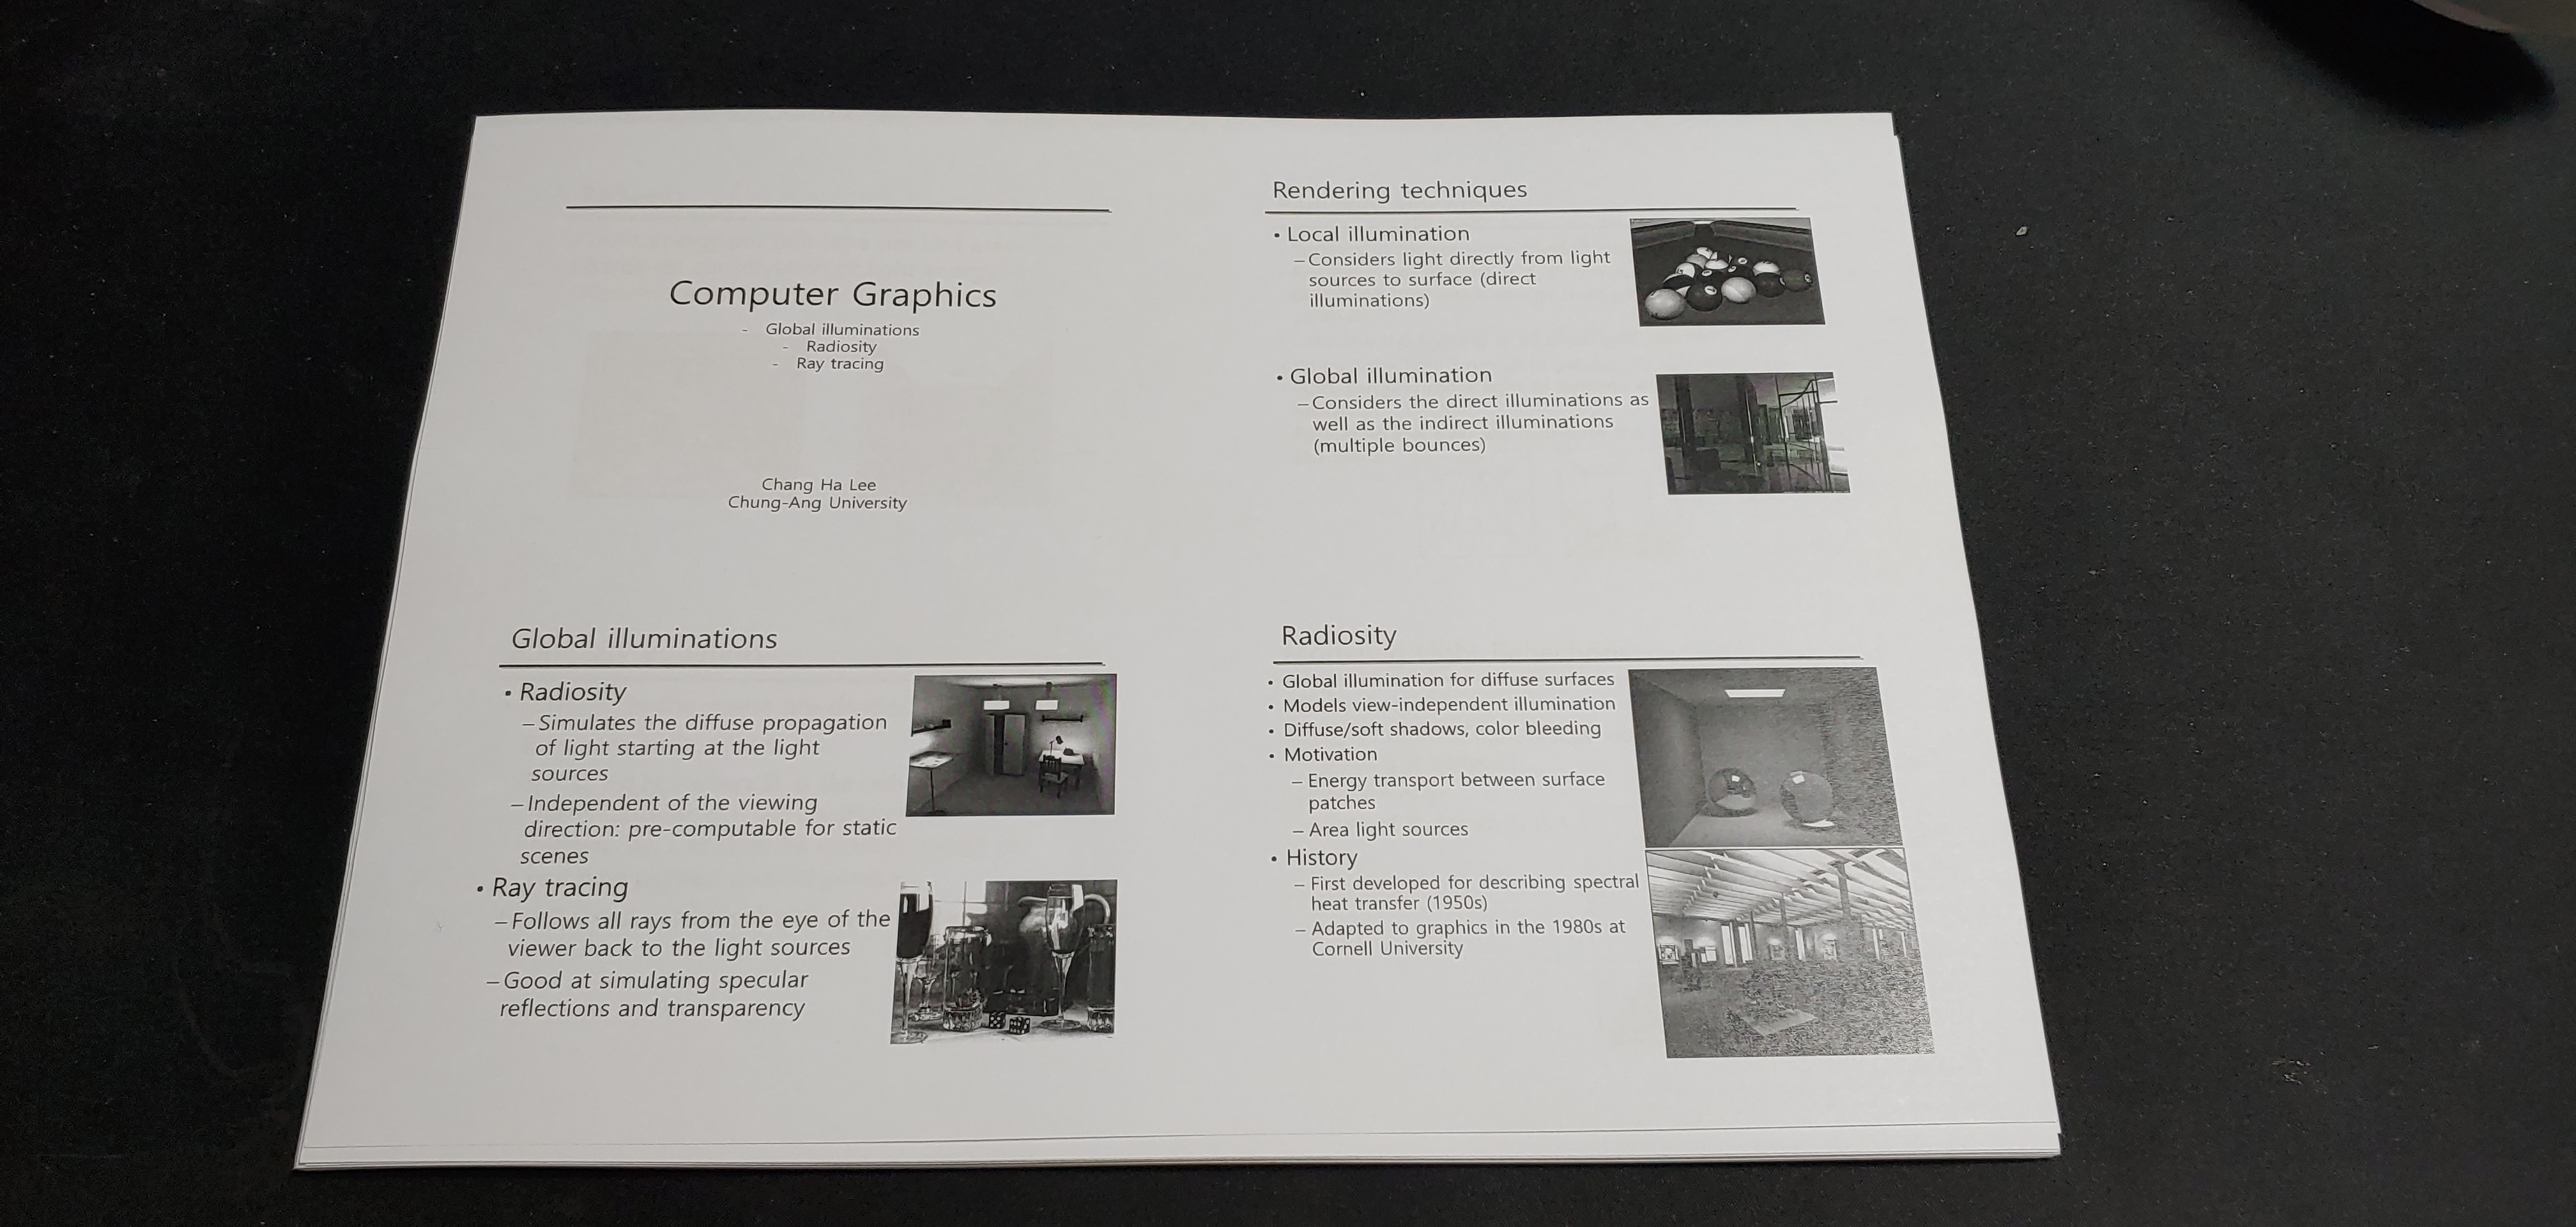 Computer Graphics
- Global illuminations
- Radiosity
- Ray tracing
Chang Ha Lee
Chung-Ang University
Rendering techniques
• Local illumination
– Considers light directly from light
sources to surface (direct
illuminations)
• Global illumination
– Considers the direct illuminations as
well as the indirect illuminations
(multiple bounces)
Global illuminations
• Radiosity
– Simulates the diffuse propagation
of light starting at the light
sources
– Independent of the viewing
direction: pre-computable for static
scenes
• Ray tracing
– Follows all rays from the eye of the
viewer back to the light sources
– Good at simulating specular
reflections and transparency
Radiosity
• Global illumination for diffuse surfaces
• Models view-independent illumination
• Diffuse/soft shadows, color bleeding
• Motivation
– Energy transport between surface
patches
– Area light sources
• History
– First developed for describing spectral
heat transfer (1950s)
– Adapted to graphics in the 1980s at
Cornell University